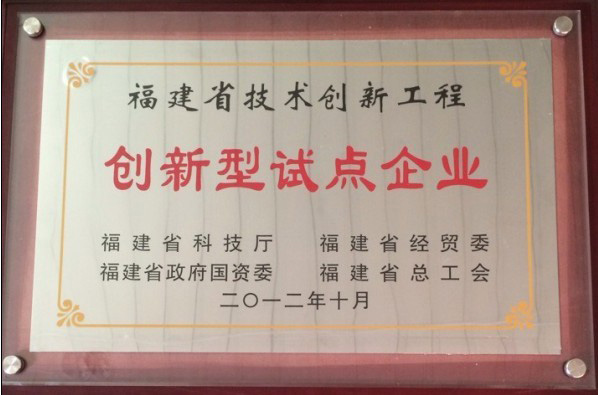 福建省技术创新工程
创新型试点企业
福建省科技厅 福建省经贸委
福建省政府国资委 福建省总工会
二〇一二年十月